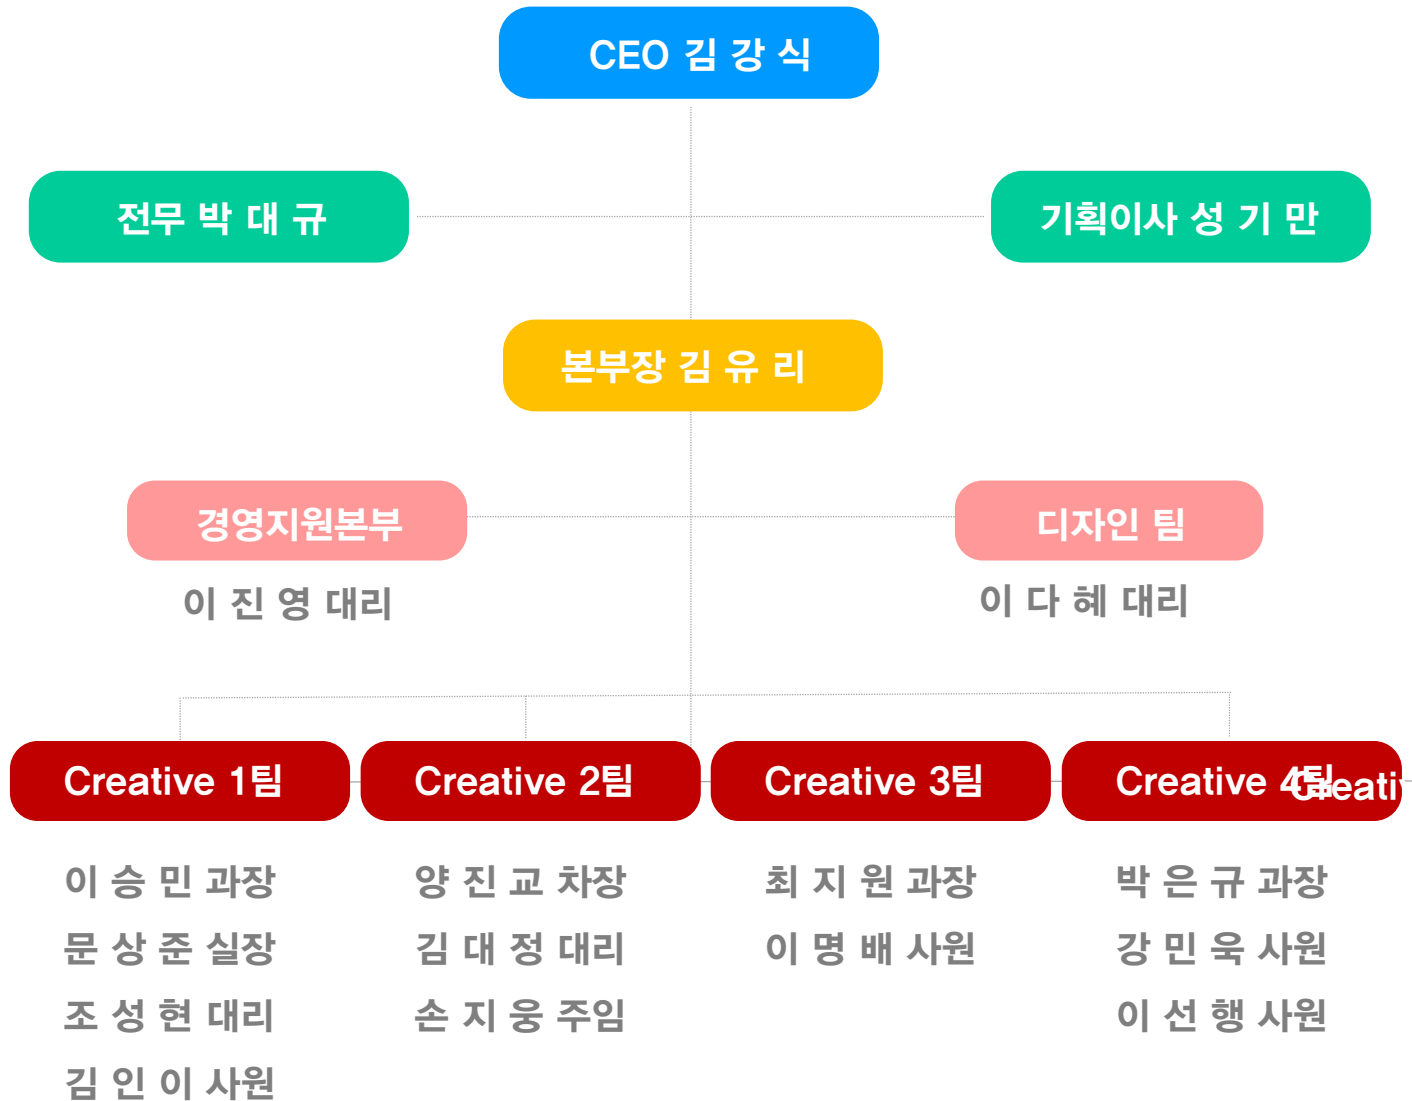 CEO 김 강 식
전무 박 대 규
기획이사 성 기 만
본부장 김 유 리
경영지원본부
디자인 팀
이 진 영 대리
이 다 혜 대리
Creative 1팀
Creative 2팀
Creative 3팀
Creative 4팀
Creati
이 승 민 과장
양 진 교 차장
최 지 원 과장
박 은 규 과장
문 상 준 실장
김 대 정 대리
이 명 배 사원
강 민 욱 사원
조 성 현 대리
손 지 웅 주임
이 선 행 사원
김 인 이 사원